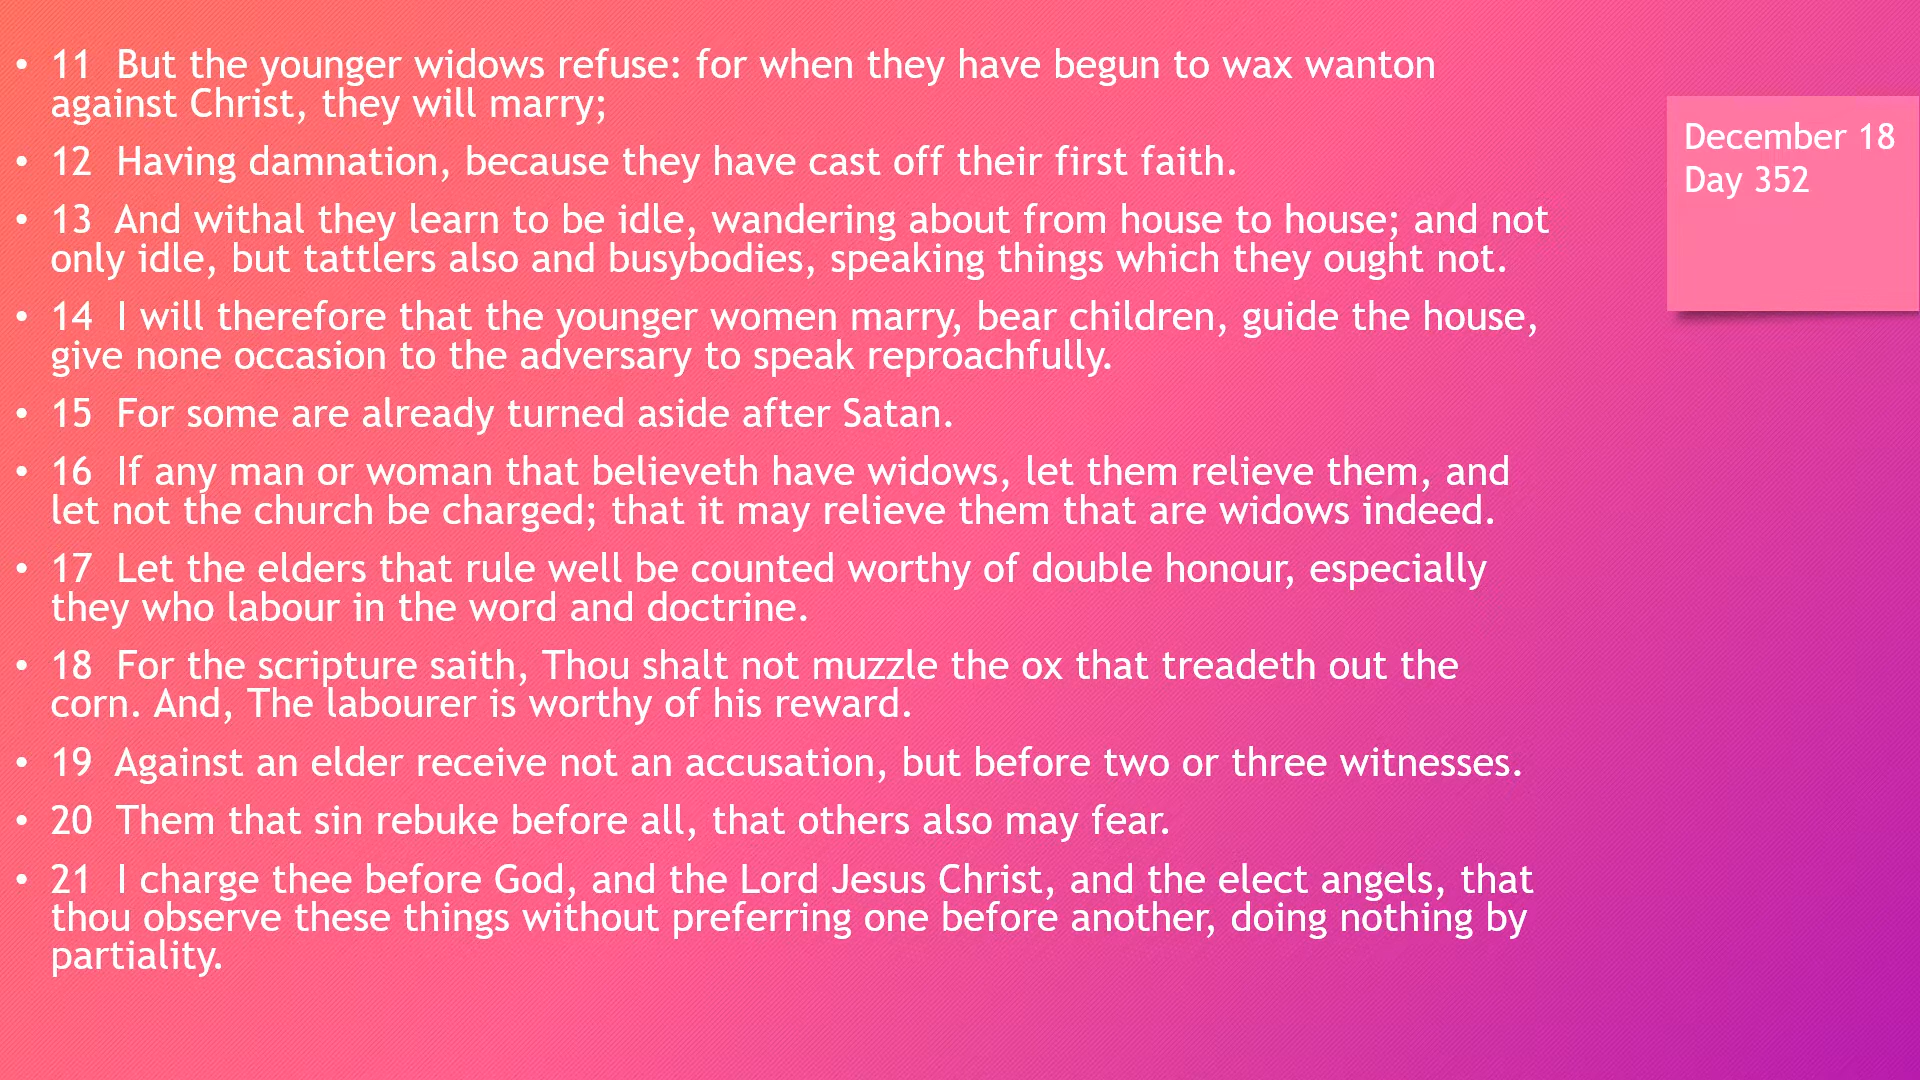 • 11  But the younger widows refuse: for when they have begun to wax wanton
against Christ, they will marry;
• 12  Having damnation, because they have cast off their first faith.
• 13  And withal they learn to be idle, wandering about from house to house; and not
only idle, but tattlers also and busybodies, speaking things which they ought not.
• 14  I will therefore that the younger women marry, bear children, guide the house,
give none occasion to the adversary to speak reproachfully.
• 15  For some are already turned aside after Satan.
• 16  If any man or woman that believeth have widows, let them relieve them, and
let not the church be charged; that it may relieve them that are widows indeed.
• 17  Let the elders that rule well be counted worthy of double honour, especially
they who labour in the word and doctrine.
• 18  For the scripture saith, Thou shalt not muzzle the ox that treadeth out the
corn. And, The labourer is worthy of his reward.
• 19  Against an elder receive not an accusation, but before two or three witnesses.
• 20  Them that sin rebuke before all, that others also may fear.
• 21  I charge thee before God, and the Lord Jesus Christ, and the elect angels, that
thou observe these things without preferring one before another, doing nothing by
partiality.
December 18
Day 352